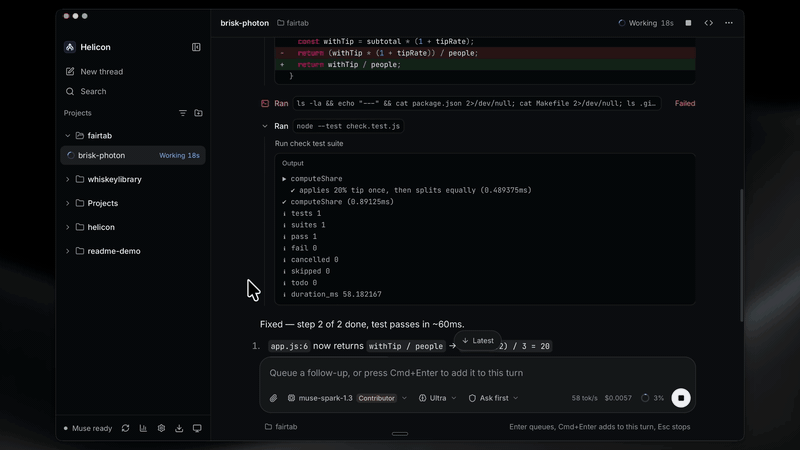 brisk-photon fairtab
Working 18s
Helicon
New thread
Search
Projects
fairtab
brisk-photon Working 18s
whiskeylibrary
Projects
helicon
readme-demo
Muse ready
const withTip = subtotal * (1 + tipRate);
- return (withTip * (1 + tipRate)) / people;
+ return withTip / people;
}
Ran ls -la && echo "---" && cat package.json 2>/dev/null; cat Makefile 2>/dev/null; ls .gi… Failed
Ran node --test check.test.js
Run check test suite
Output
▶ computeShare
✔ applies 20% tip once, then splits equally (0.489375ms)
✔ computeShare (0.89125ms)
ℹ tests 1
ℹ suites 1
ℹ pass 1
ℹ fail 0
ℹ cancelled 0
ℹ skipped 0
ℹ todo 0
ℹ duration_ms 58.182167
Fixed — step 2 of 2 done, test passes in ~60ms.
1. app.js:6 now returns withTip / people → 2) / 3 = 20
↓ Latest
Queue a follow-up, or press Cmd+Enter to add it to this turn
muse-spark-1.3 Contributor Ultra Ask first 58 tok/s $0.0057 3%
fairtab
Enter queues, Cmd+Enter adds to this turn, Esc stops